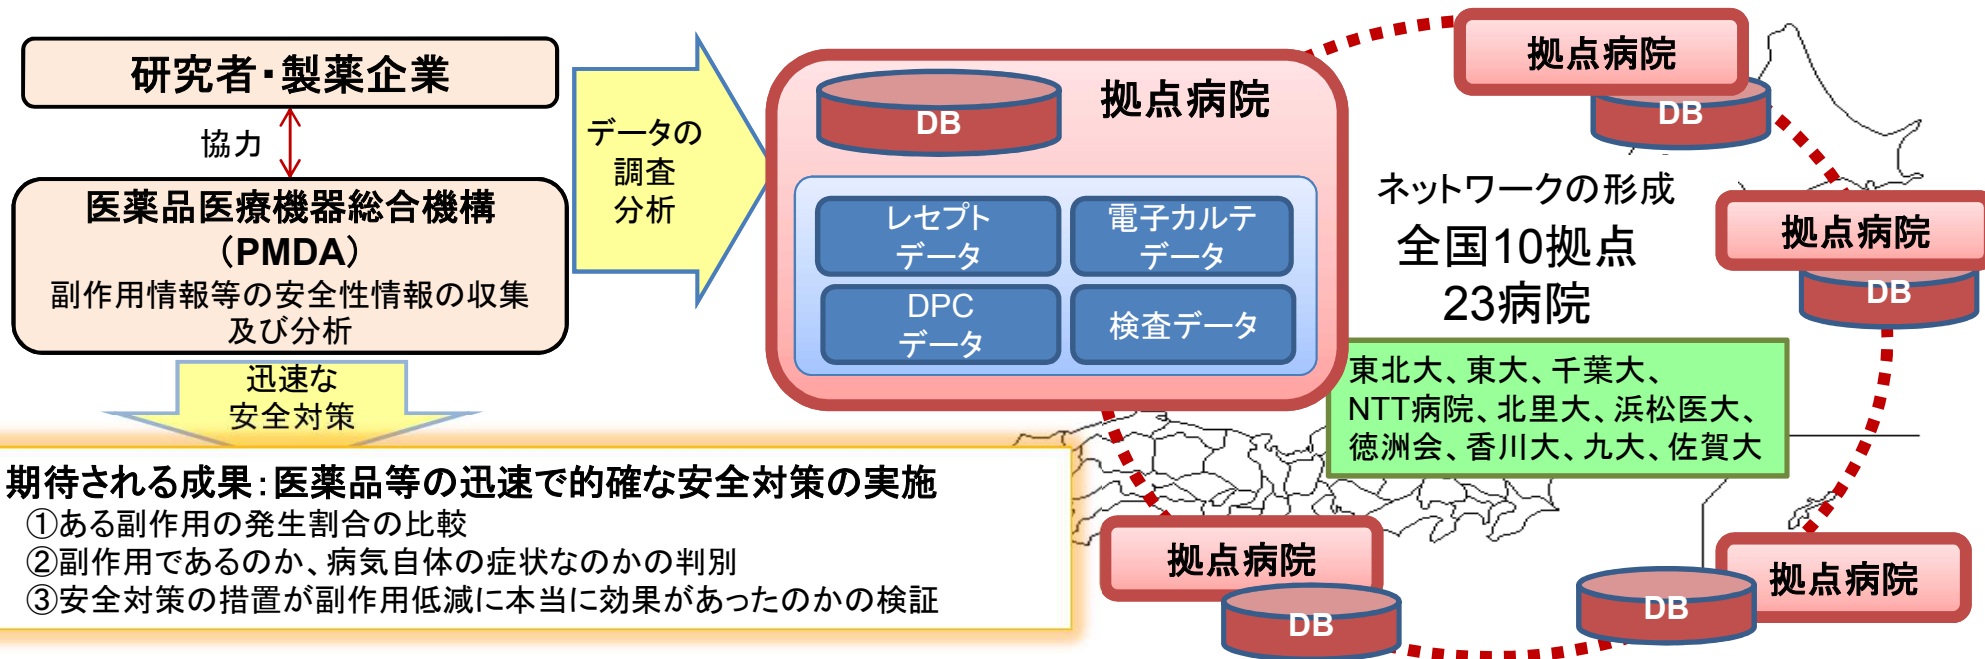 研究者・製薬企業
協力
医薬品医療機器総合機構
（PMDA）
副作用情報等の安全性情報の収集
及び分析
迅速な
安全対策
データの
調査
分析
拠点病院
DB
レセプト
データ
電子カルテ
データ
DPC
データ
検査データ
拠点病院
DB
ネットワークの形成
全国10拠点
23病院
拠点病院
DB
東北大、東大、千葉大、
NTT病院、北里大、浜松医大、
徳洲会、香川大、九大、佐賀大
拠点病院
DB
拠点病院
DB
期待される成果：医薬品等の迅速で的確な安全対策の実施
①ある副作用の発生割合の比較
②副作用であるのか、病気自体の症状なのかの判別
③安全対策の措置が副作用低減に本当に効果があったのかの検証